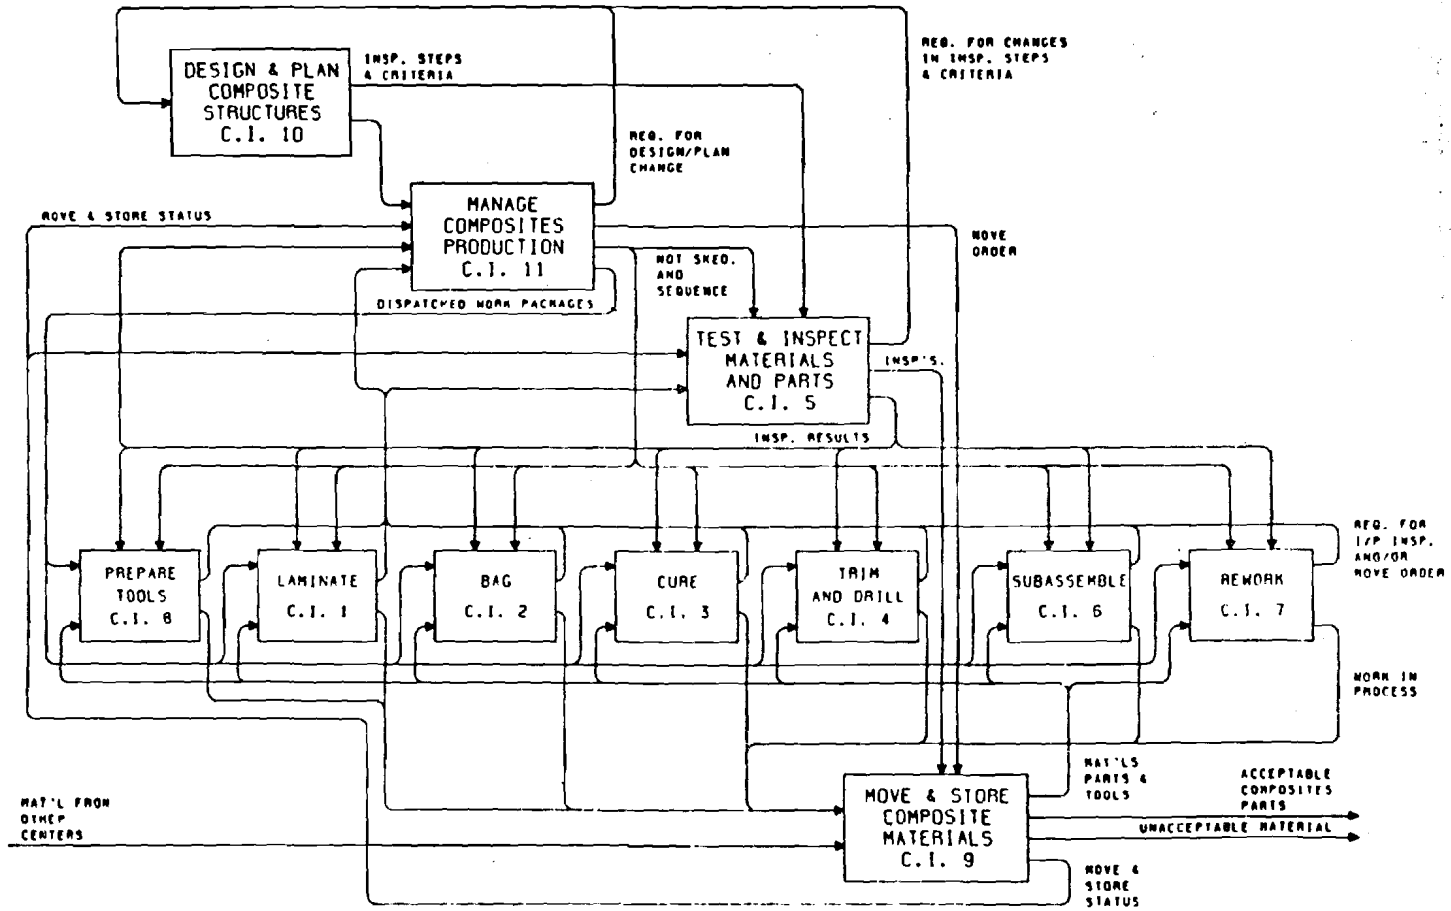 REQ. FOR CHANGES
IN INSP. STEPS
& CRITERIA
INSP. STEPS
& CRITERIA
DESIGN & PLAN
COMPOSITE
STRUCTURES
C.I. 10
REQ. FOR
DESIGN/PLAN
CHANGE
MOVE & STORE STATUS
MANAGE
COMPOSITES
PRODUCTION
C.I. 11
MOVE
ORDER
HOT SKED.
AND
SEQUENCE
DISPATCHED WORK PACKAGES
TEST & INSPECT
MATERIALS
AND PARTS
C.I. 5
INSP'S.
INSP. RESULTS
PREPARE
TOOLS
C.I. 8
LAMINATE
C.I. 1
BAG
C.I. 2
CURE
C.I. 3
TRIM
AND DRILL
C.I. 4
SUBASSEMBLE
C.I. 6
REWORK
C.I. 7
REQ. FOR
I/P INSP.
AND/OR
MOVE ORDER
WORK IN
PROCESS
MAT'L FROM
OTHER
CENTERS
MOVE & STORE
COMPOSITE
MATERIALS
C.I. 9
MAT'LS
PARTS &
TOOLS
ACCEPTABLE
COMPOSITES
PARTS
UNACCEPTABLE MATERIAL
MOVE &
STORE
STATUS